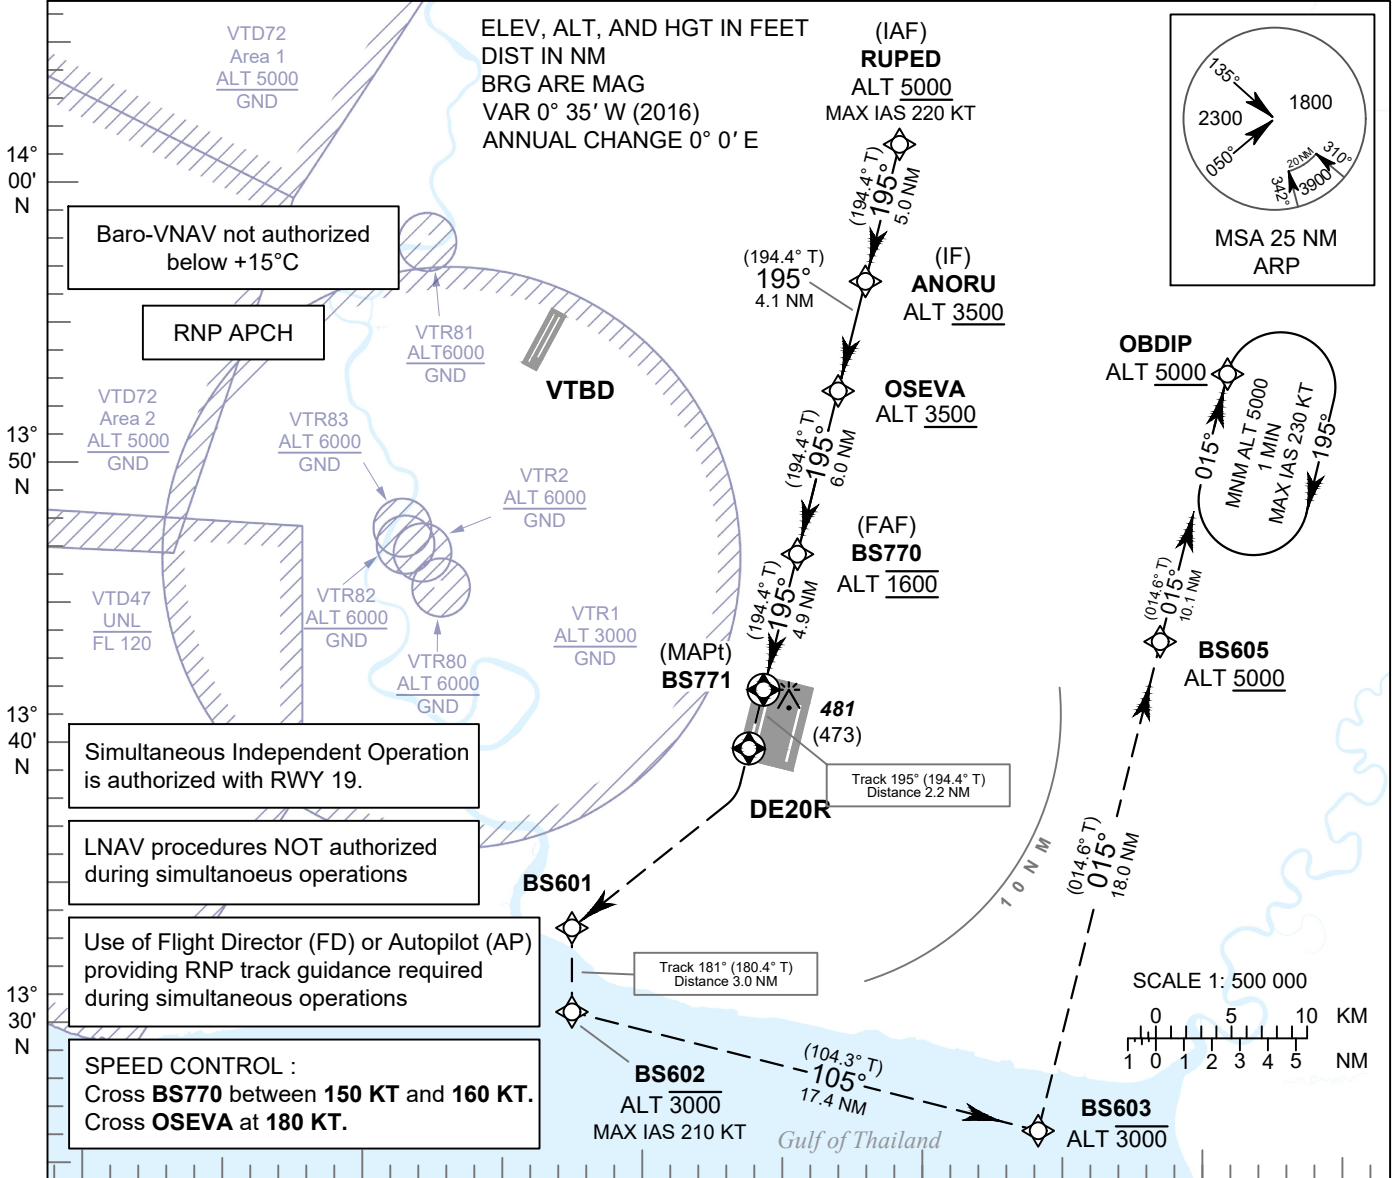 ELEV, ALT, AND HGT IN FEET
DIST IN NM
BRG ARE MAG
VAR 0° 35' W (2016)
ANNUAL CHANGE 0° 0' E
VTD72
Area 1
ALT 5000
GND
(IAF)
RUPED
ALT 5000
MAX IAS 220 KT
135°
2300
1800
050°
20 NM
310°
342°
3900
MSA 25 NM
ARP
14°
00'
N
Baro-VNAV not authorized
below +15°C
RNP APCH
(194.4° T)
195°
5.0 NM
(194.4° T)
195°
4.1 NM
(IF)
ANORU
ALT 3500
VTR81
ALT6000
GND
VTBD
OSEVA
ALT 3500
OBDIP
ALT 5000
MNM ALT 5000
1 MIN
MAX IAS 230 KT
015°
195°
VTD72
Area 2
ALT 5000
GND
13°
50'
N
VTR83
ALT 6000
GND
VTR2
ALT 6000
GND
(194.4° T)
195°
6.0 NM
(FAF)
BS770
ALT 1600
VTD47
UNL
FL 120
VTR82
ALT 6000
GND
VTR80
ALT 6000
GND
VTR1
ALT 3000
GND
(194.4° T)
195°
4.9 NM
(014.6° T)
015°
10.1 NM
BS605
ALT 5000
(MAPt)
BS771
481
(473)
13°
40'
N
Track 195° (194.4° T)
Distance 2.2 NM
DE20R
Simultaneous Independent Operation
is authorized with RWY 19.
LNAV procedures NOT authorized
during simultanoeus operations
10 NM
(014.6° T)
015°
18.0 NM
BS601
Use of Flight Director (FD) or Autopilot (AP)
providing RNP track guidance required
during simultaneous operations
Track 181° (180.4° T)
Distance 3.0 NM
13°
30'
N
SCALE 1: 500 000
0 5 10 KM
1 0 1 2 3 4 5 NM
SPEED CONTROL :
Cross BS770 between 150 KT and 160 KT.
Cross OSEVA at 180 KT.
BS602
ALT 3000
MAX IAS 210 KT
(104.3° T)
105°
17.4 NM
Gulf of Thailand
BS603
ALT 3000